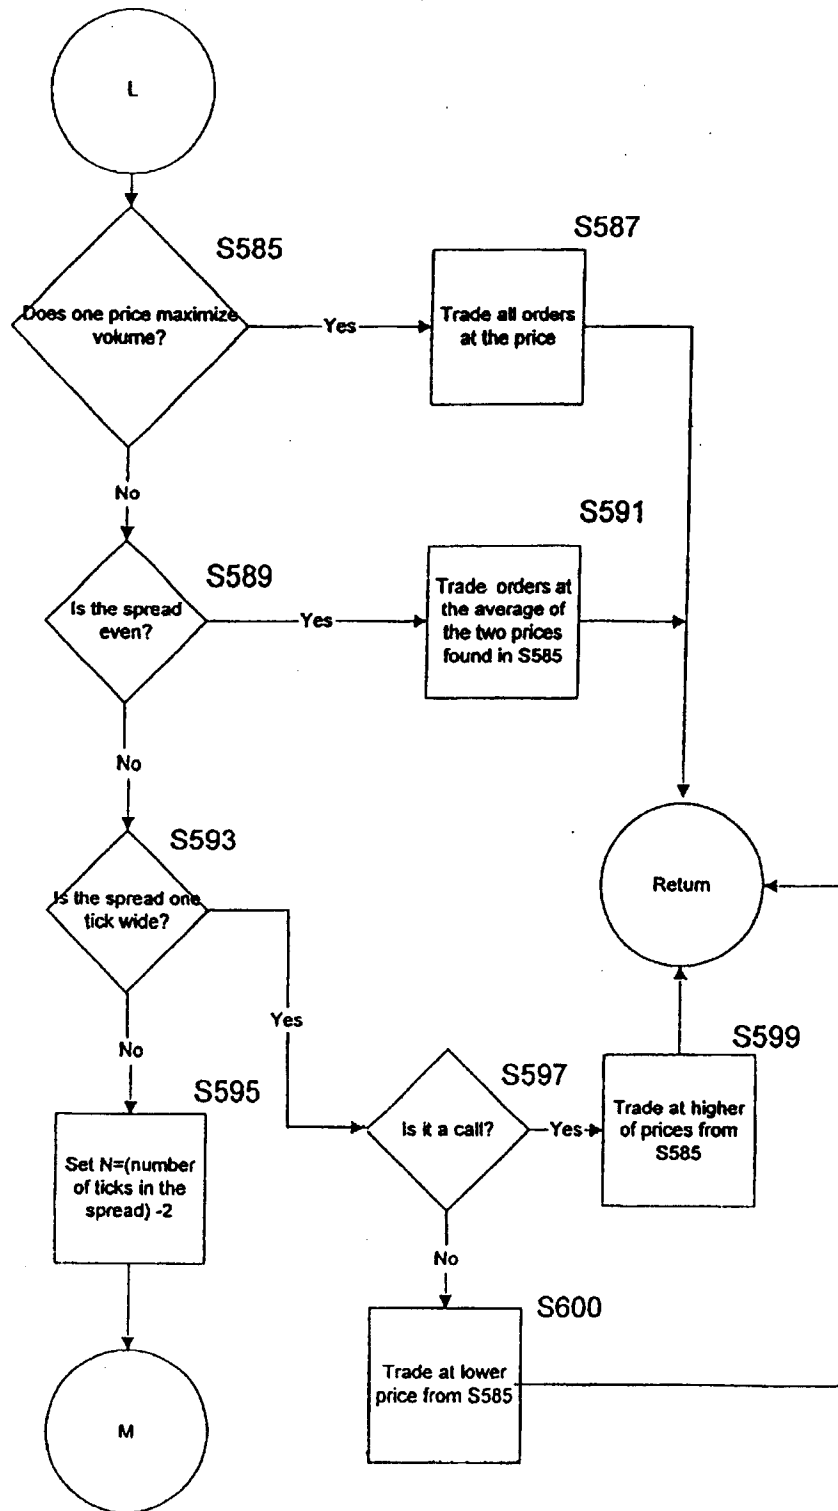 L
S585
Does one price maximize
volume?
Yes
S587
Trade all orders
at the price
No
S589
Is the spread
even?
Yes
S591
Trade orders at
the average of
the two prices
found in S585
No
S593
Is the spread one
tick wide?
Return
Yes
No
S595
Set N=(number
of ticks in the
spread) -2
S597
Is it a call?
Yes
S599
Trade at higher
of prices from
S585
No
S600
Trade at lower
price from S585
M